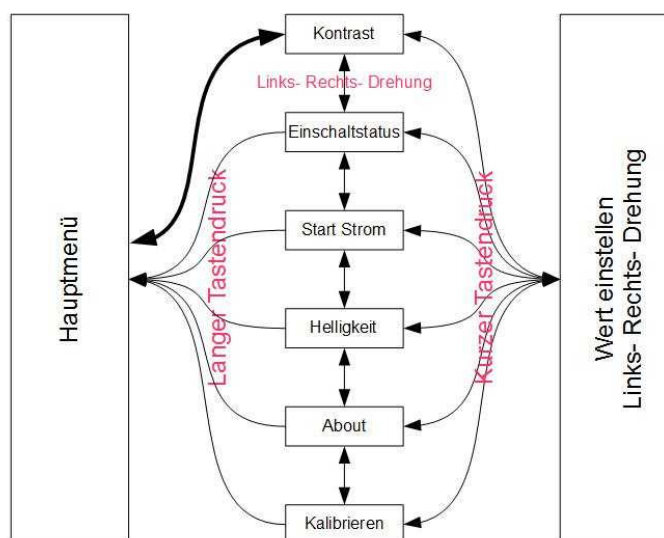 Kontrast
Links- Rechts- Drehung
Einschaltstatus
Start Strom
Helligkeit
About
Kalibrieren
Hauptmenü
Langer Tastendruck
Kurzer Tastendruck
Wert einstellen
Links- Rechts- Drehung